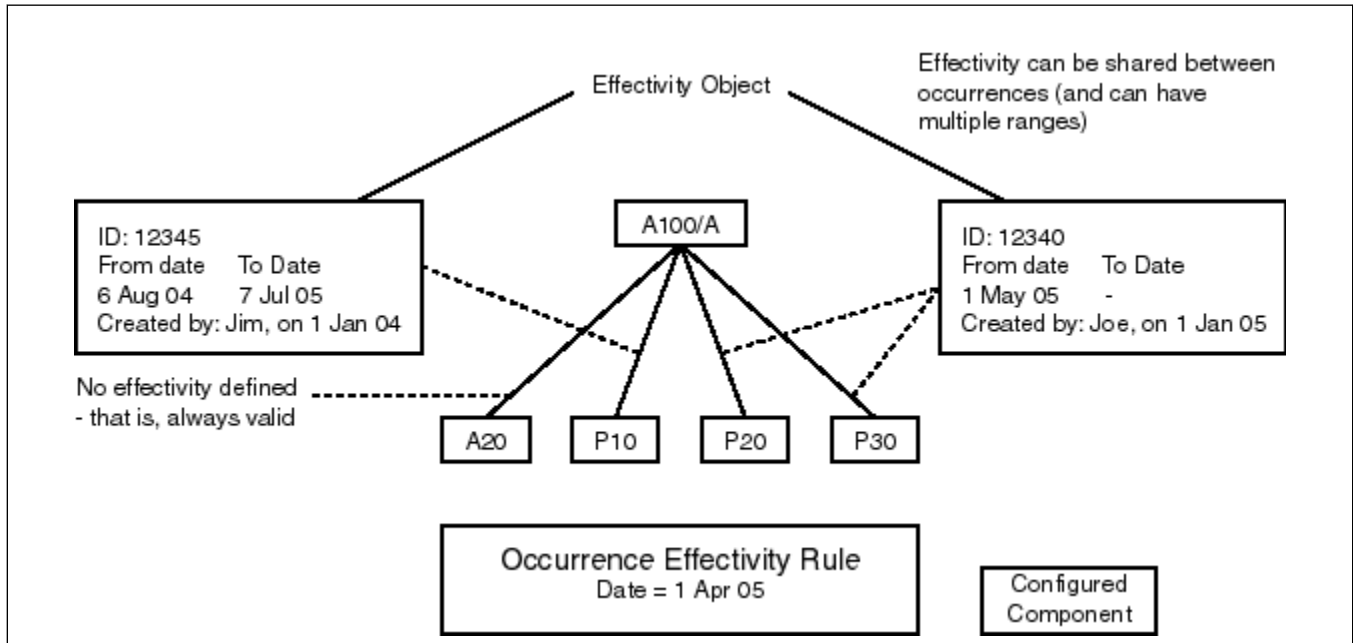 Effectivity Object
Effectivity can be shared between
occurrences (and can have
multiple ranges)
ID: 12345
From date To Date
6 Aug 04 7 Jul 05
Created by: Jim, on 1 Jan 04
A100/A
ID: 12340
From date To Date
1 May 05 -
Created by: Joe, on 1 Jan 05
No effectivity defined
- that is, always valid
A20
P10
P20
P30
Occurrence Effectivity Rule
Date = 1 Apr 05
Configured
Component